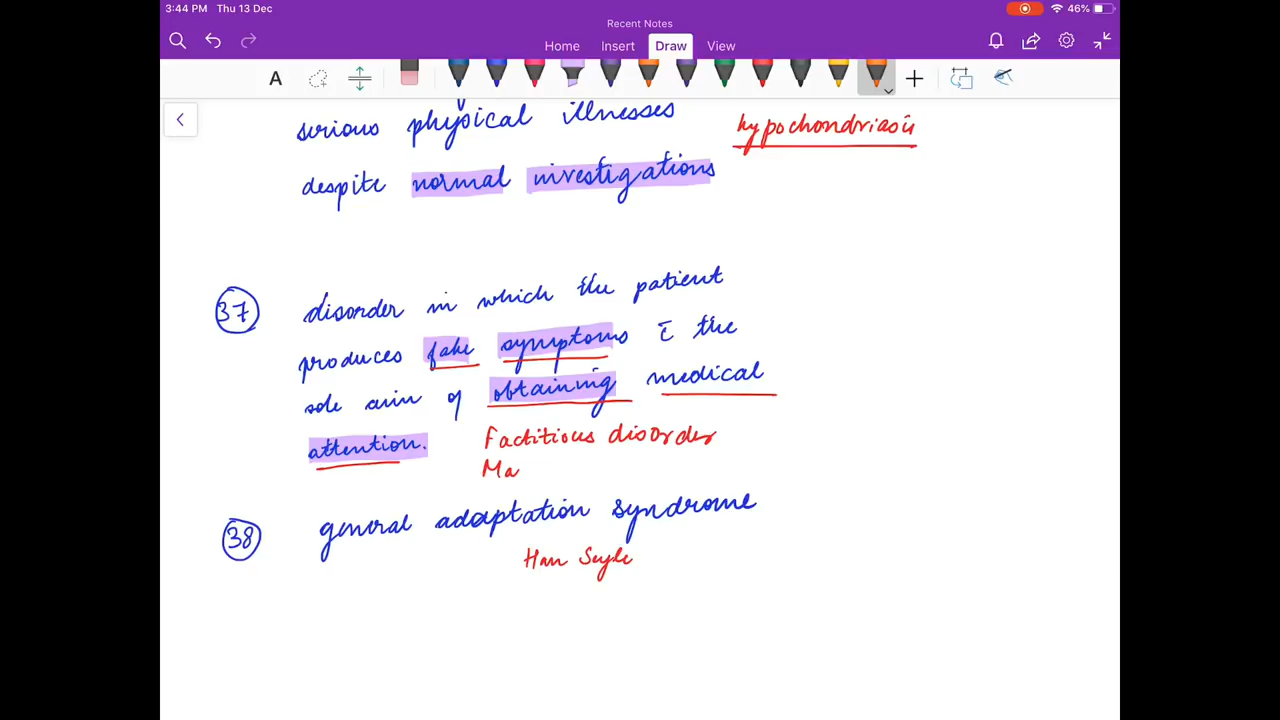 3:44 PM Thu 13 Dec
46%
Recent Notes
Home Insert Draw View
A
serious physical illnesses
hypochondriasis
despite normal investigations
37 disorder in which the patient
produces fake symptoms c̄ the
sole aim of obtaining medical
attention. Factitious disorder
Ma
38 general adaptation syndrome
Han Seyle